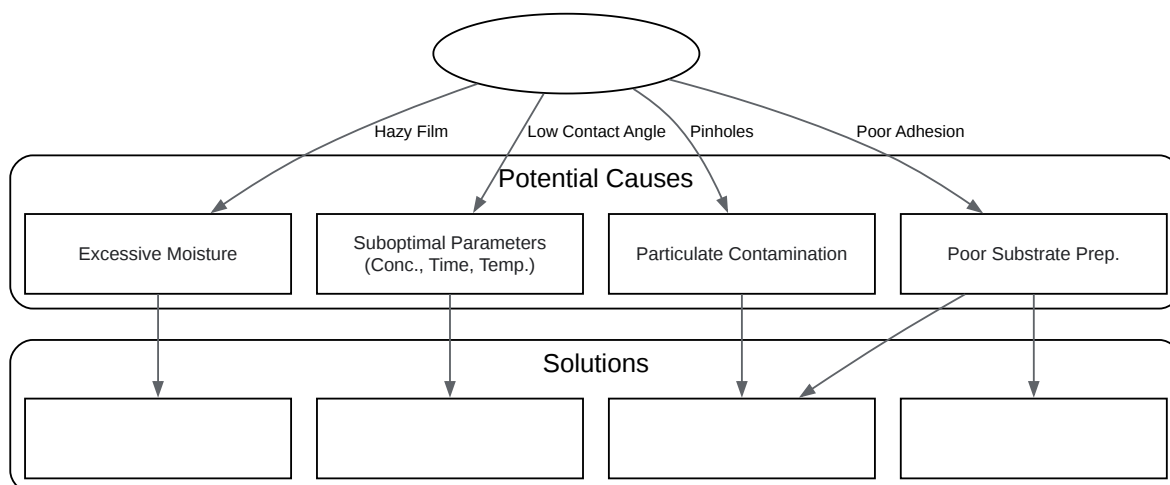 Hazy Film
Low Contact Angle
Pinholes
Poor Adhesion
Potential Causes
Excessive Moisture
Suboptimal Parameters
(Conc., Time, Temp.)
Particulate Contamination
Poor Substrate Prep.
Solutions